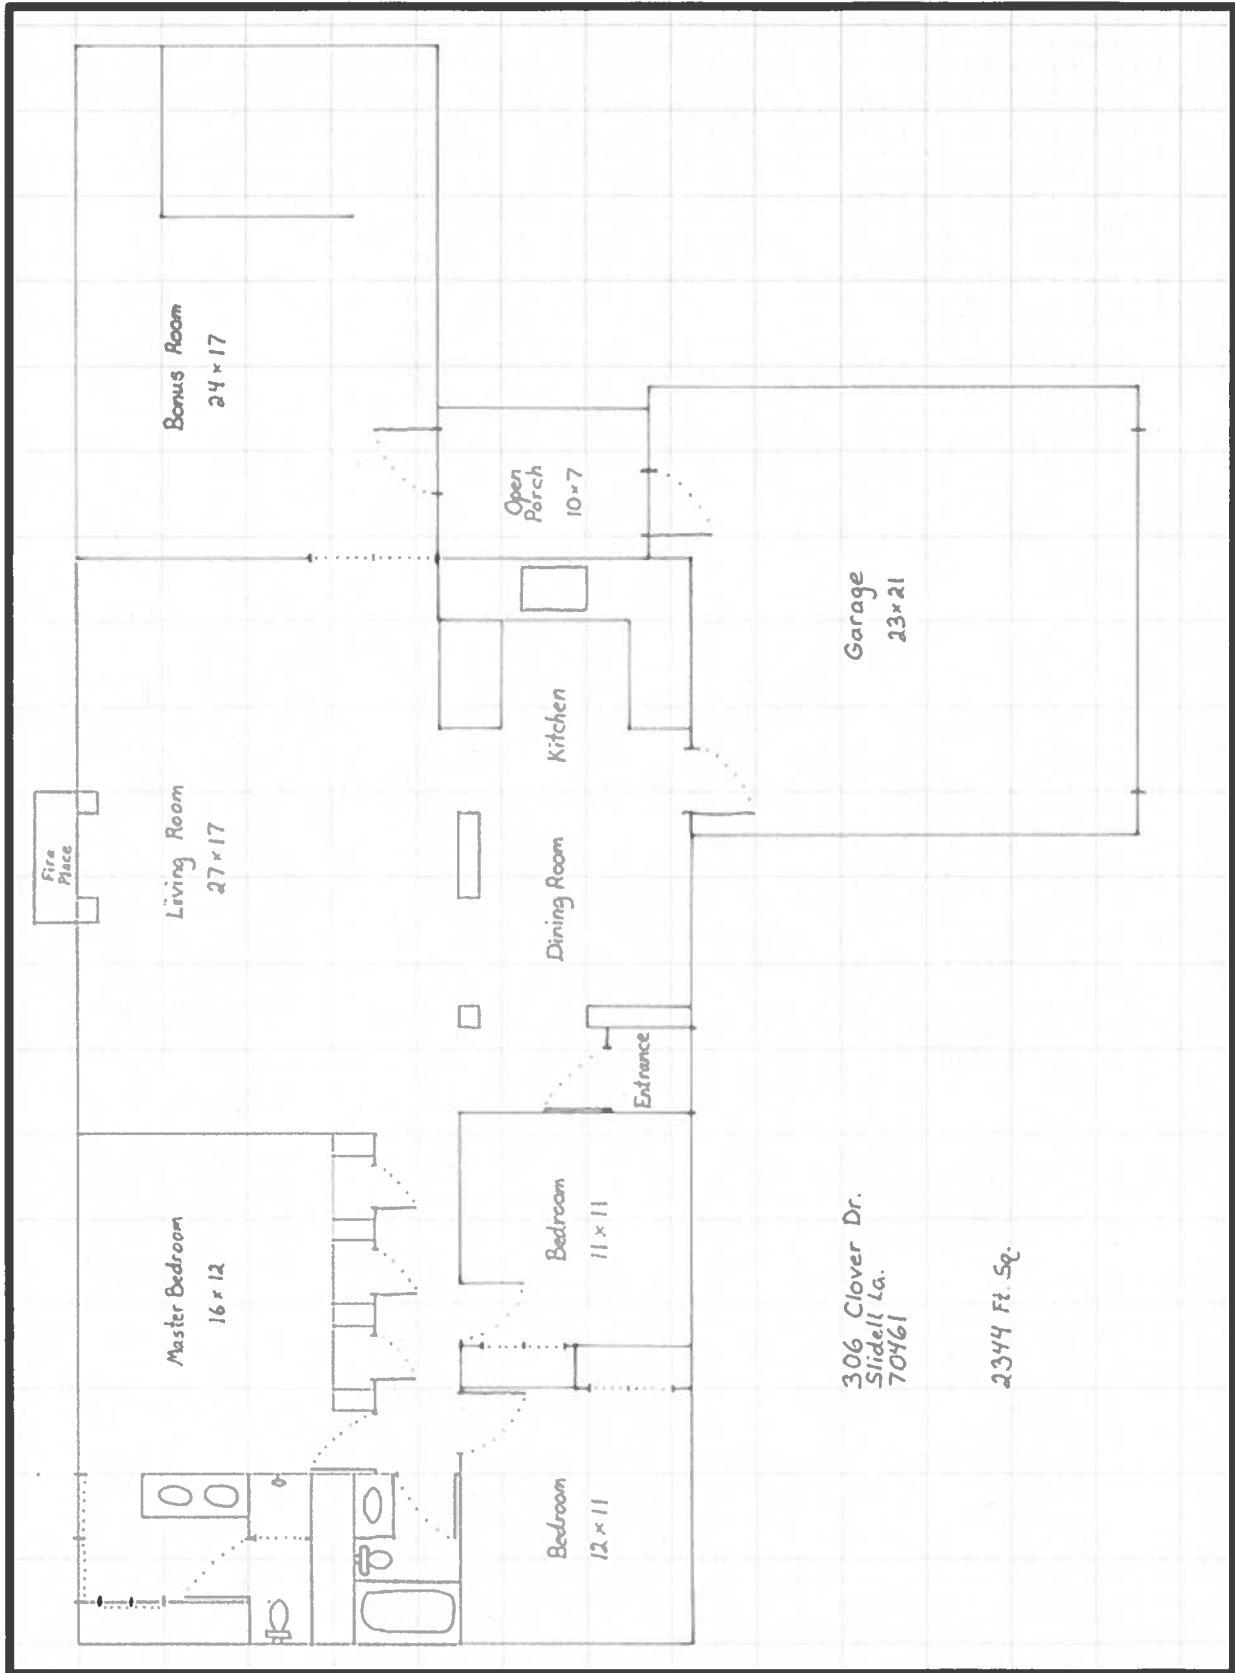 Fire
Place
Master Bedroom
16 x 12
Living Room
27 x 17
Bonus Room
24 x 17
Bedroom
12 x 11
Bedroom
11 x 11
Entrance
Dining Room
Kitchen
Open
Porch
10 x 7
Garage
23 x 21
306 Clover Dr.
Slidell La.
70461
2344 Ft. Sq.